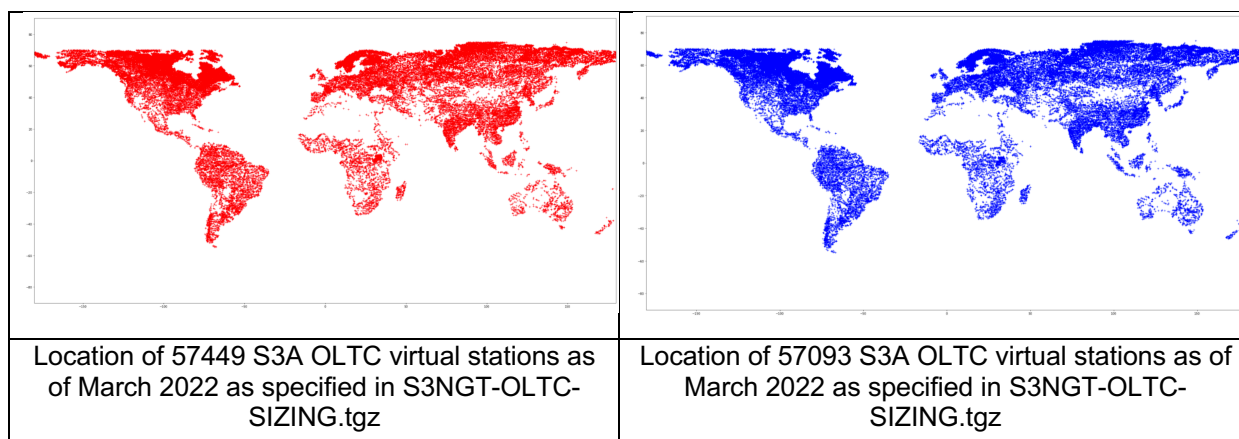 Location of 57449 S3A OLTC virtual stations as
of March 2022 as specified in S3NGT-OLTC-
SIZING.tgz
Location of 57093 S3A OLTC virtual stations as of
March 2022 as specified in S3NGT-OLTC-
SIZING.tgz